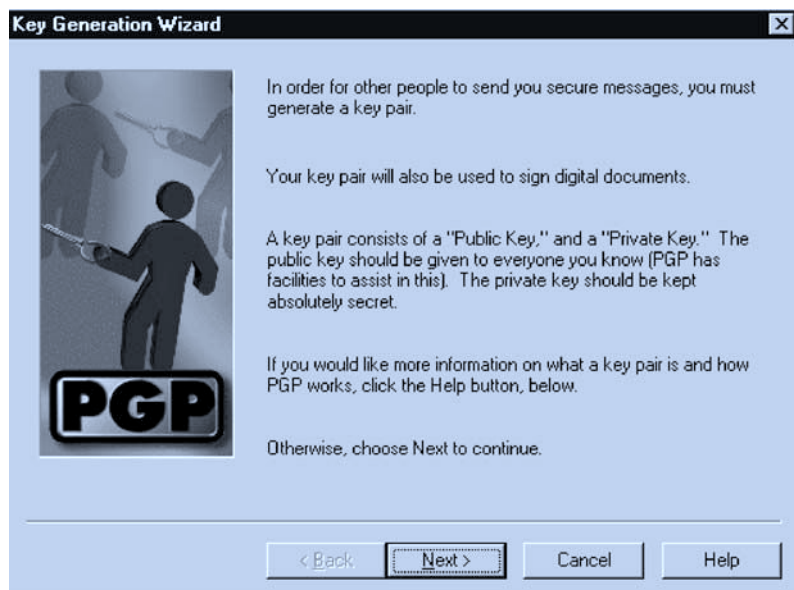 Key Generation Wizard
In order for other people to send you secure messages, you must
generate a key pair.
Your key pair will also be used to sign digital documents.
A key pair consists of a "Public Key," and a "Private Key." The
public key should be given to everyone you know (PGP has
facilities to assist in this). The private key should be kept
absolutely secret.
If you would like more information on what a key pair is and how
PGP works, click the Help button, below.
PGP
Otherwise, choose Next to continue.
< Back Next > Cancel Help